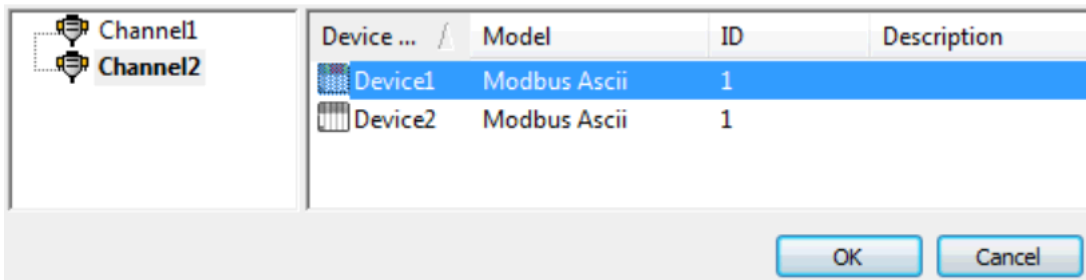 Channel1
Channel2
Device ... Model ID Description
Device1 Modbus Ascii 1
Device2 Modbus Ascii 1
OK Cancel